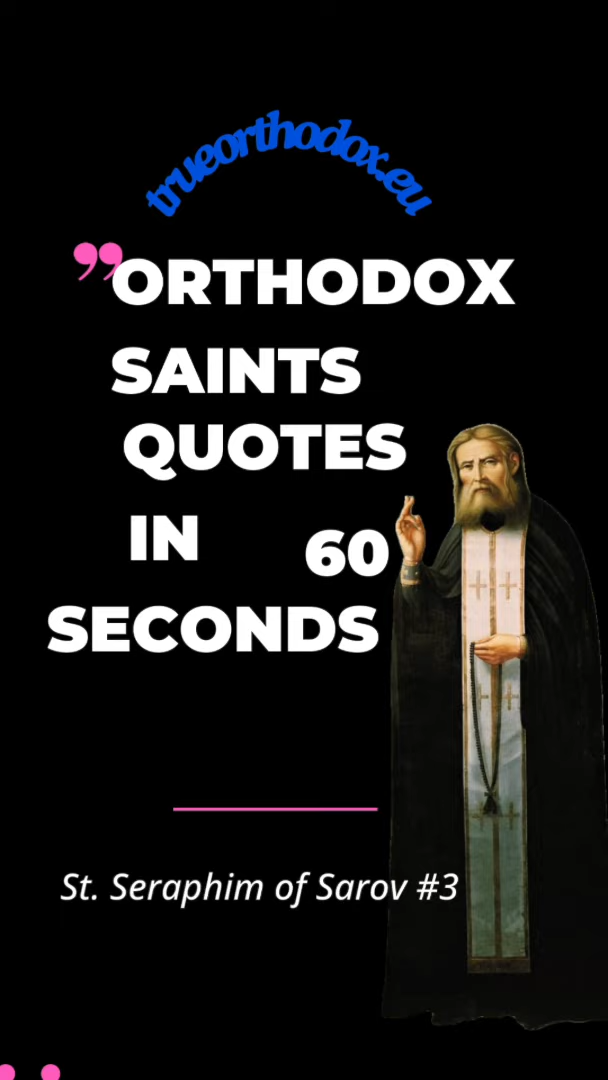 trueorthodox.eu
”ORTHODOX
SAINTS
QUOTES
IN 60
SECONDS
St. Seraphim of Sarov #3